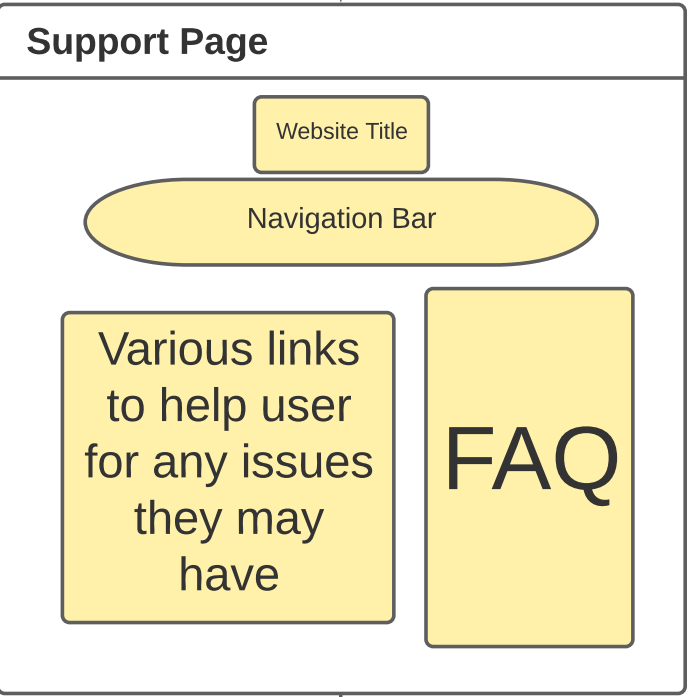 Support Page
Website Title
Navigation Bar
Various links
to help user
for any issues
they may
have
FAQ